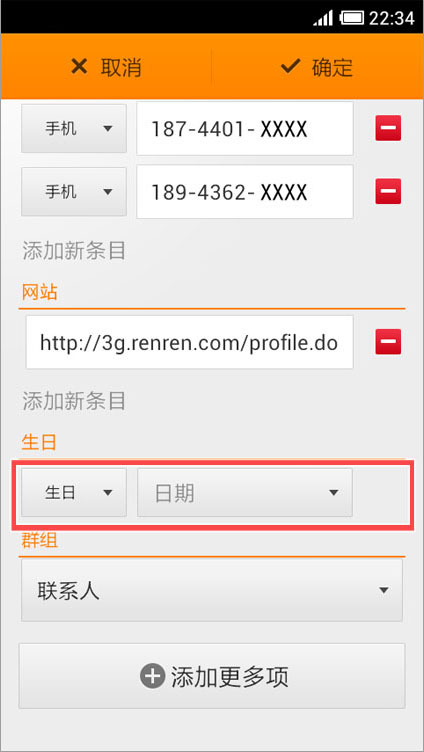 22:34
取消 确定
手机 187-4401-XXXX
手机 189-4362-XXXX
添加新条目
网站
http://3g.renren.com/profile.do
添加新条目
生日
生日 日期
群组
联系人
添加更多项